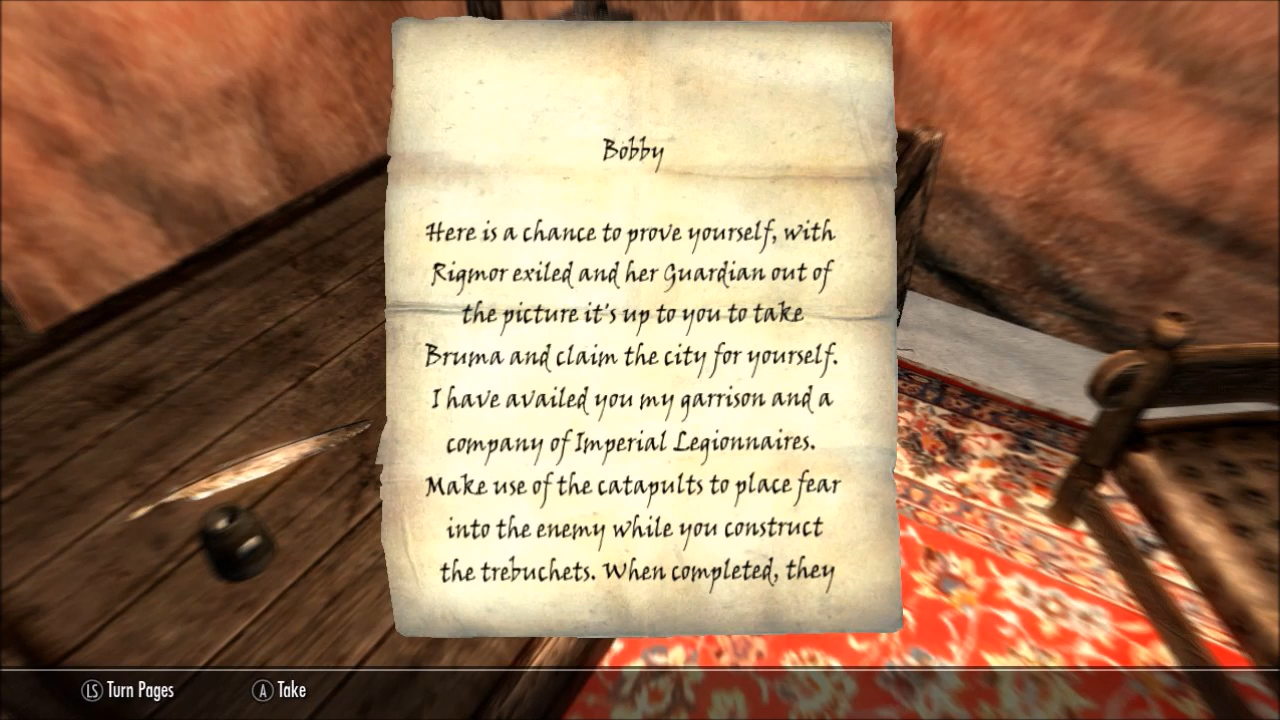 Bobby
Here is a chance to prove yourself, with
Rigmor exiled and her Guardian out of
the picture it's up to you to take
Bruma and claim the city for yourself.
I have availed you my garrison and a
company of Imperial Legionnaires.
Make use of the catapults to place fear
into the enemy while you construct
the trebuchets. When completed, they
LS Turn Pages
A Take